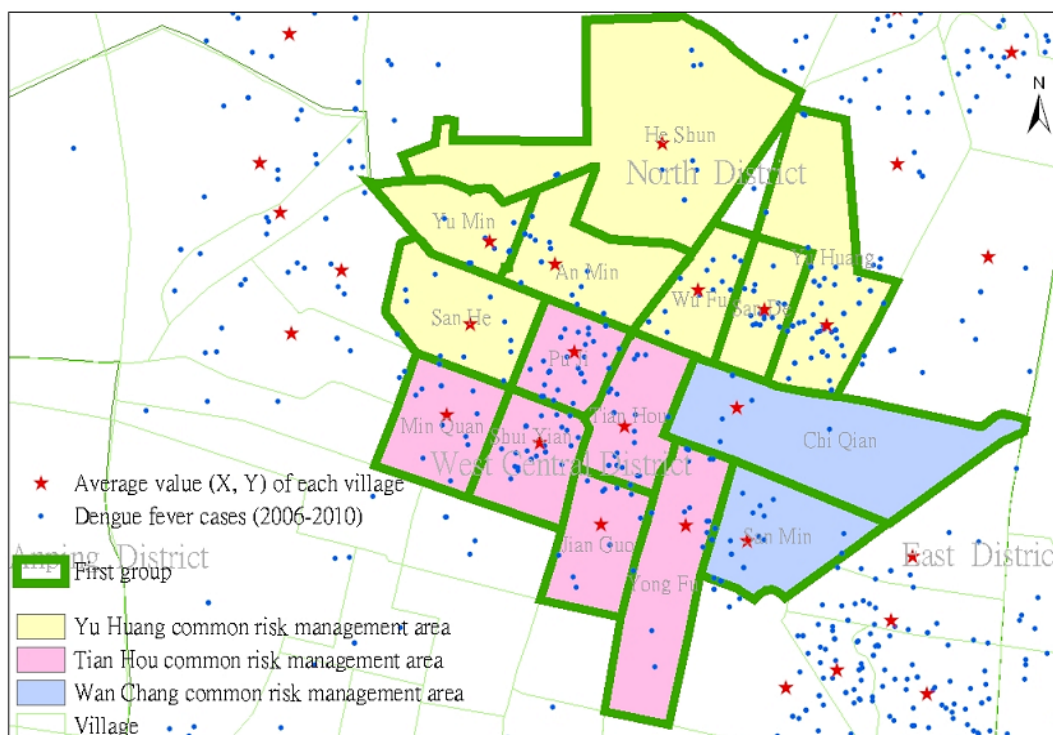 N
He Shun
North District
Yu Min
An Min
Yu Huang
Wu Fu
San De
San He
Pu Ji
Tian Hou
Min Quan
Shui Xian
Chi Qian
West Central District
Average value (X, Y) of each village
Dengue fever cases (2006-2010)
San Min
Jian Guo
Anping District
East District
First group
Yong Fu
Yu Huang common risk management area
Tian Hou common risk management area
Wan Chang common risk management area
Village